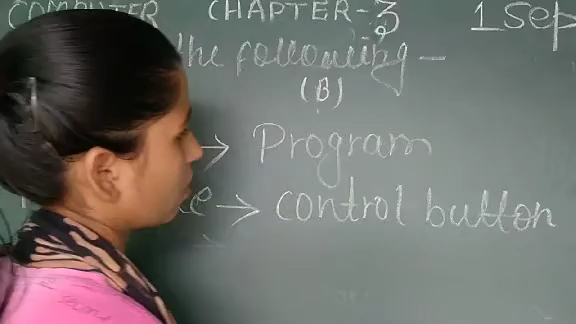 COMPUTER CHAPTER-3 1 Sep
the following -
(B)
→ Program
→ control button